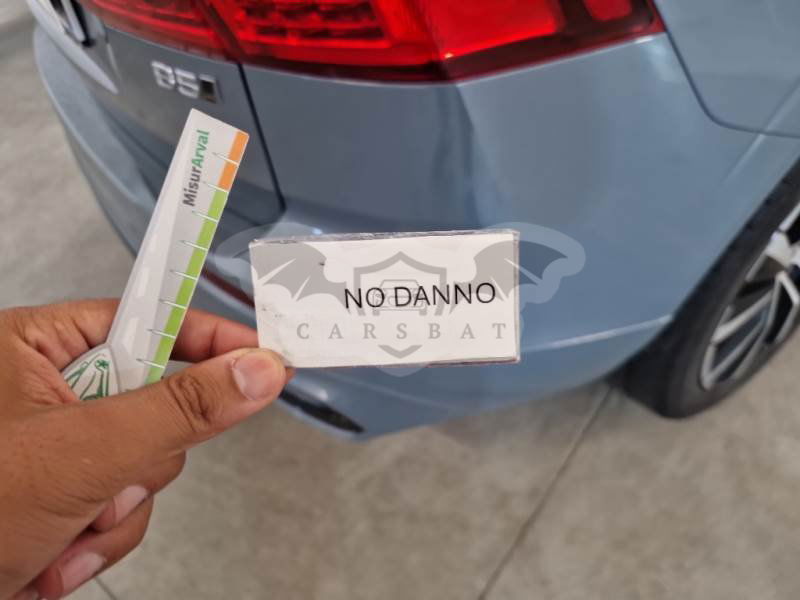 B5
MisurArval
NO DANNO
CARSBAT